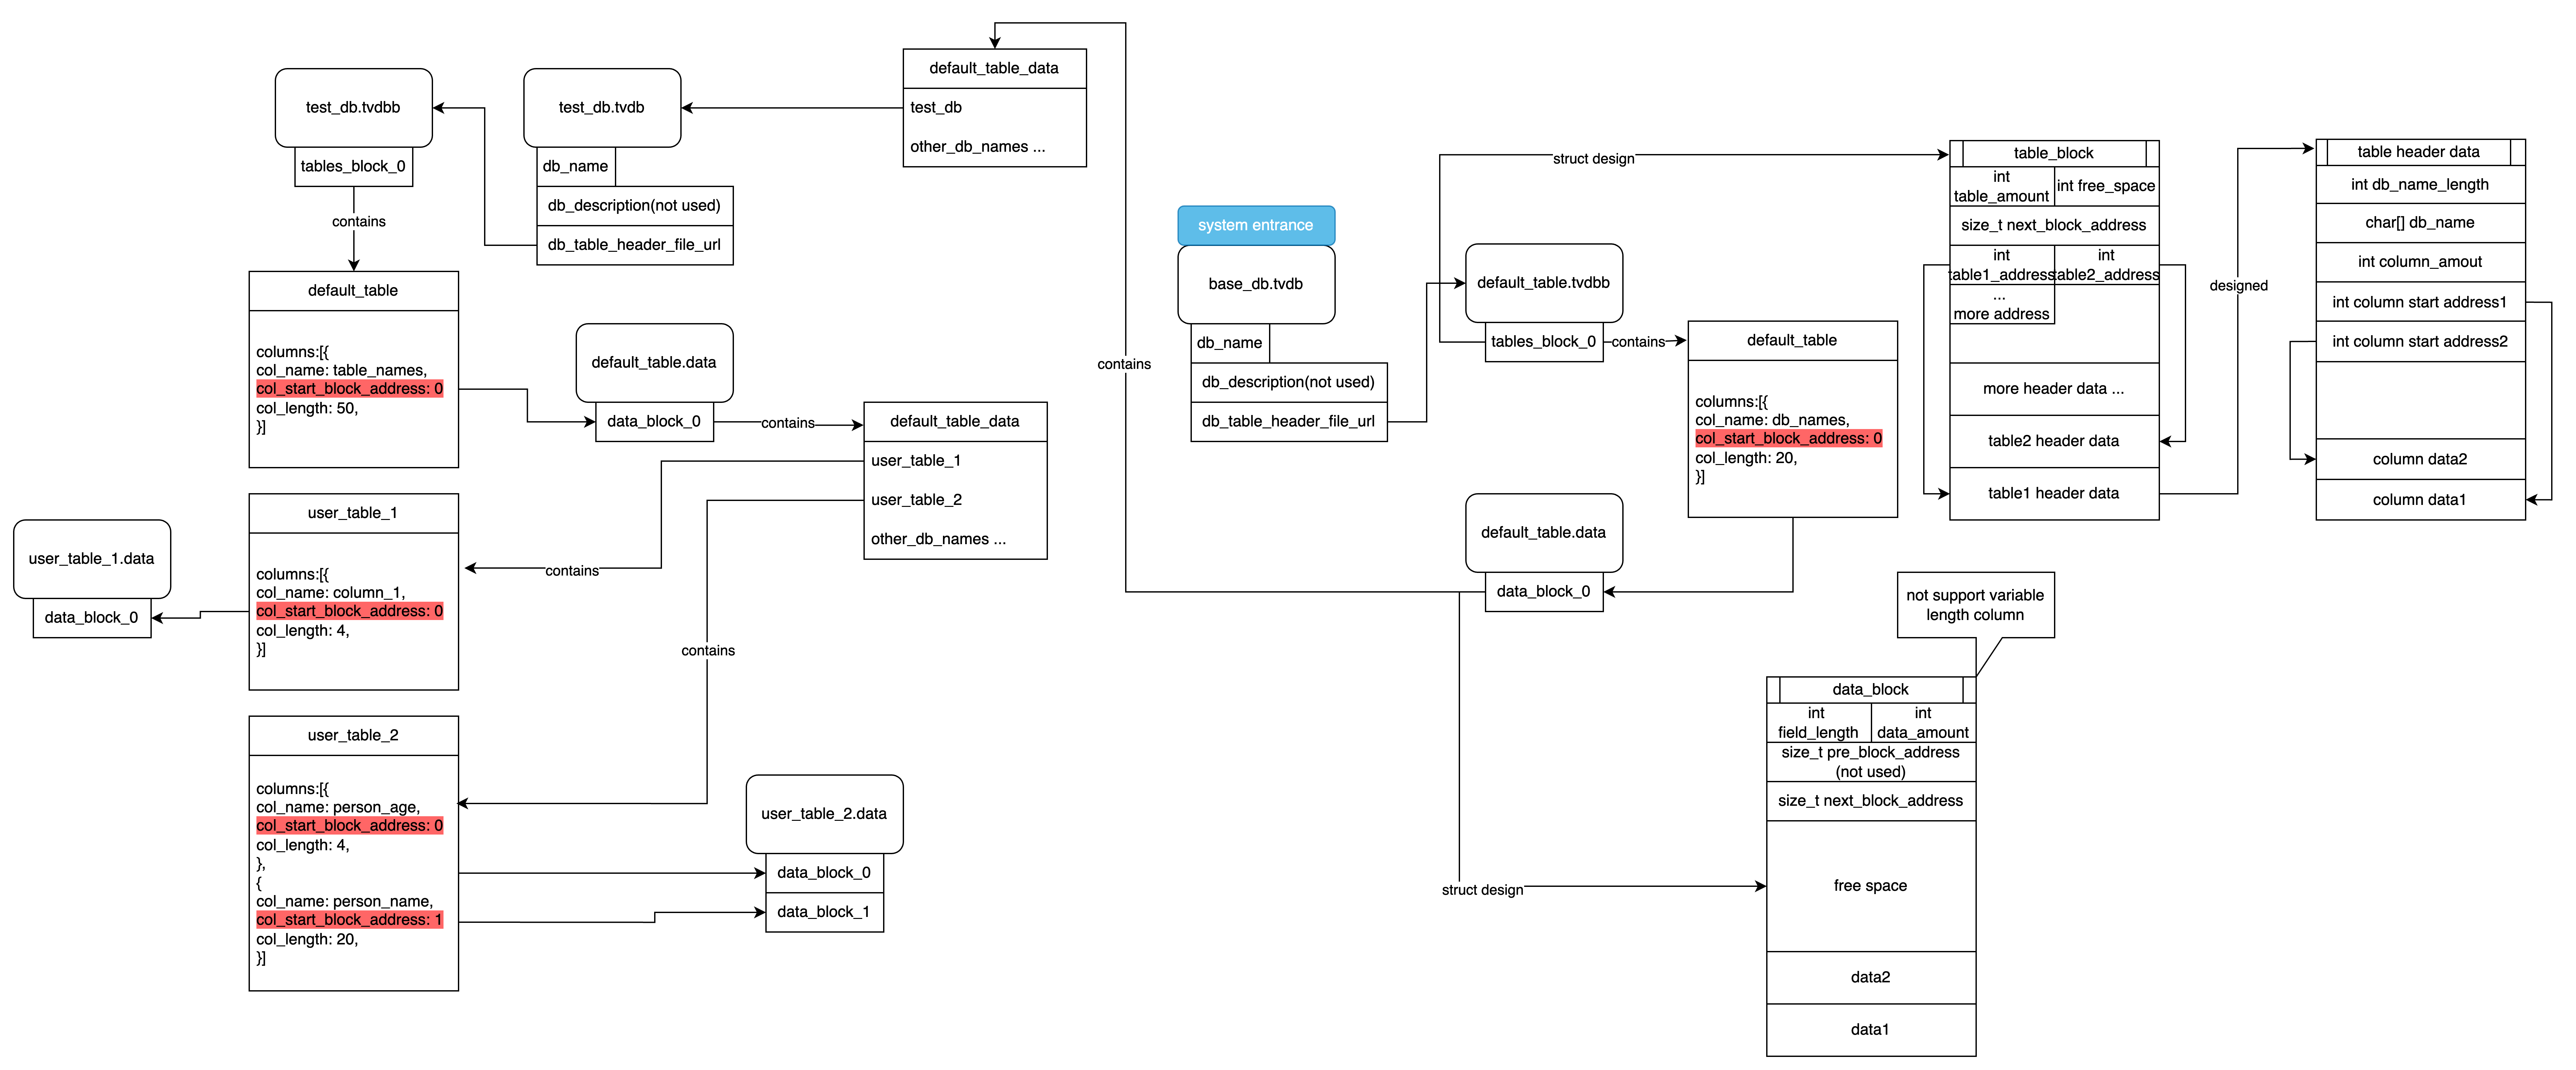 test_db.tvdbb
tables_block_0
contains
test_db.tvdb
db_name
db_description(not used)
db_table_header_file_url
default_table_data
test_db
other_db_names ...
default_table
columns:[{
col_name: table_names,
col_start_block_address: 0
col_length: 50,
}]
default_table.data
data_block_0
contains
default_table_data
user_table_1
user_table_2
other_db_names ...
contains
contains
user_table_1.data
data_block_0
user_table_1
columns:[{
col_name: column_1,
col_start_block_address: 0
col_length: 4,
}]
user_table_2
columns:[{
col_name: person_age,
col_start_block_address: 0
col_length: 4,
},
{
col_name: person_name,
col_start_block_address: 1
col_length: 20,
}]
user_table_2.data
data_block_0
data_block_1
contains
system entrance
base_db.tvdb
db_name
db_description(not used)
db_table_header_file_url
struct design
default_table.tvdbb
tables_block_0
contains
default_table
columns:[{
col_name: db_names,
col_start_block_address: 0
col_length: 20,
}]
default_table.data
data_block_0
struct design
table_block
int
table_amount
int free_space
size_t next_block_address
int
table1_address
int
table2_address
...
more address
more header data ...
table2 header data
table1 header data
designed
table header data
int db_name_length
char[] db_name
int column_amout
int column start address1
int column start address2
column data2
column data1
not support variable
length column
data_block
int
field_length
int
data_amount
size_t pre_block_address
(not used)
size_t next_block_address
free space
data2
data1